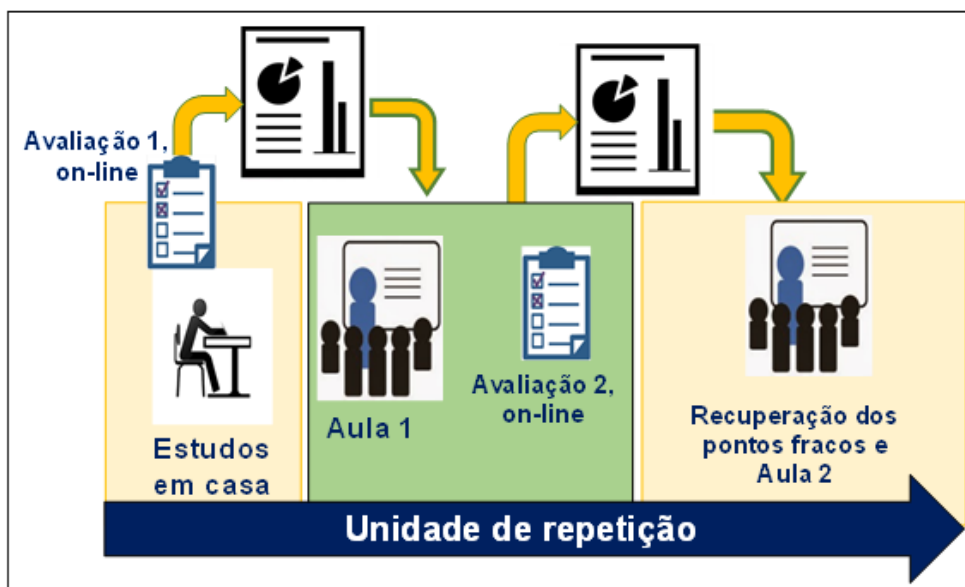 Avaliação 1,
on-line
Estudos
em casa
Aula 1
Avaliação 2,
on-line
Recuperação dos
pontos fracos e
Aula 2
Unidade de repetição